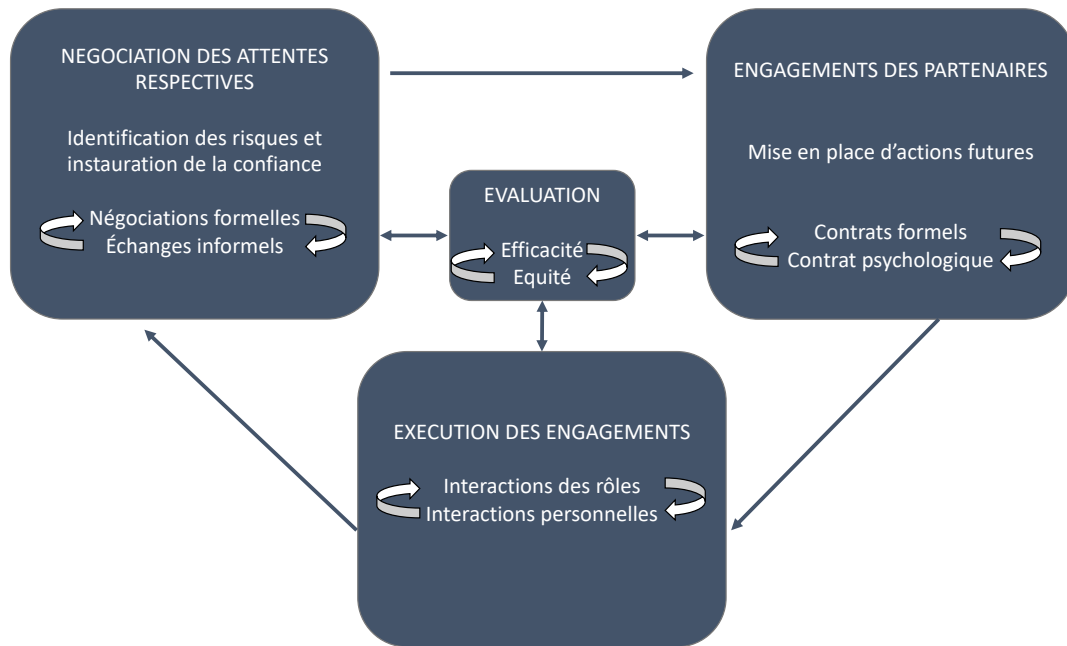 NEGOCIATION DES ATTENTES
RESPECTIVES
Identification des risques et
instauration de la confiance
Négociations formelles
Échanges informels
ENGAGEMENTS DES PARTENAIRES
Mise en place d’actions futures
Contrats formels
Contrat psychologique
EVALUATION
Efficacité
Equité
EXECUTION DES ENGAGEMENTS
Interactions des rôles
Interactions personnelles